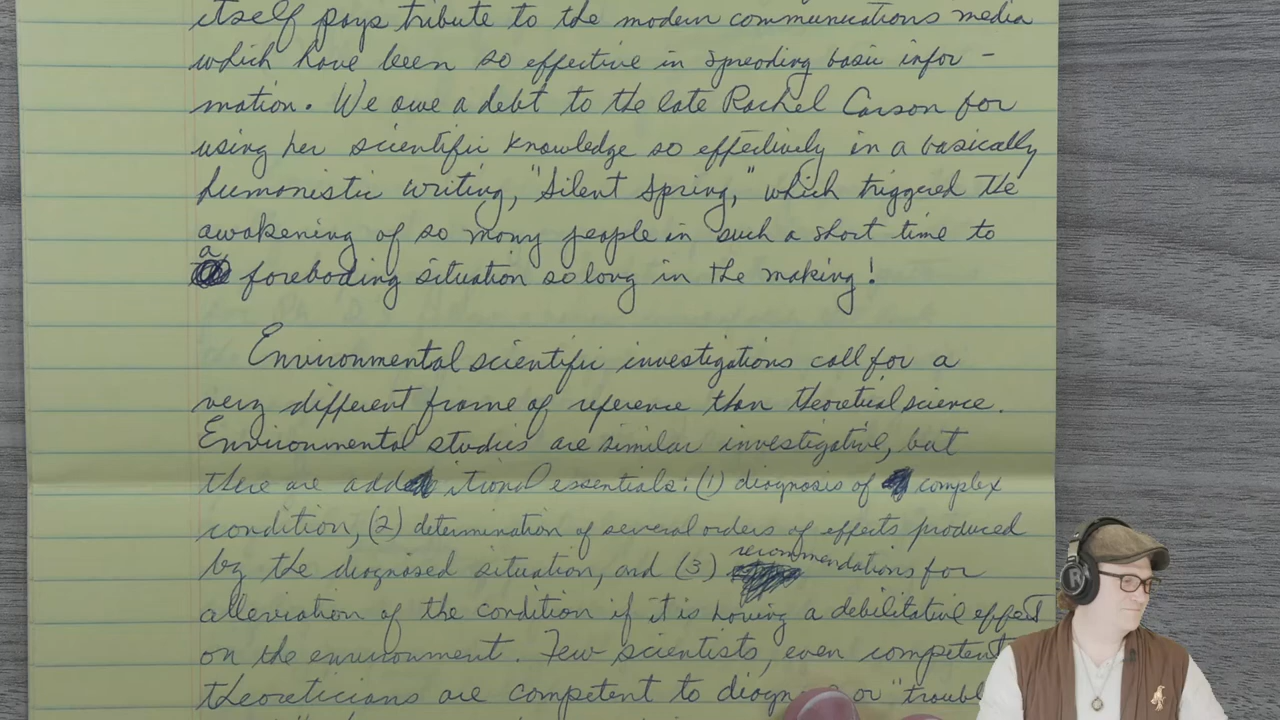 itself pays tribute to the modern communications media
which have been so effective in spreading basic infor-
mation. We owe a debt to the late Rachel Carson for
using her scientific knowledge so effectively in a basically
humanistic writing, "Silent Spring," which triggered the
awakening of so many people in such a short time to
a
foreboding situation so long in the making!
Environmental scientific investigations call for a
very different frame of reference than theoretical science.
Environmental studies are similar investigative, but
there are additional essentials: (1) diagnosis of complex
condition, (2) determination of several orders of effects produced
recommendations for
by the diagnosed situation, and (3)
alleviation of the condition if it is having a debilitative effect
on the environment. Few scientists, even competent
theoreticians are competent to or "troubl